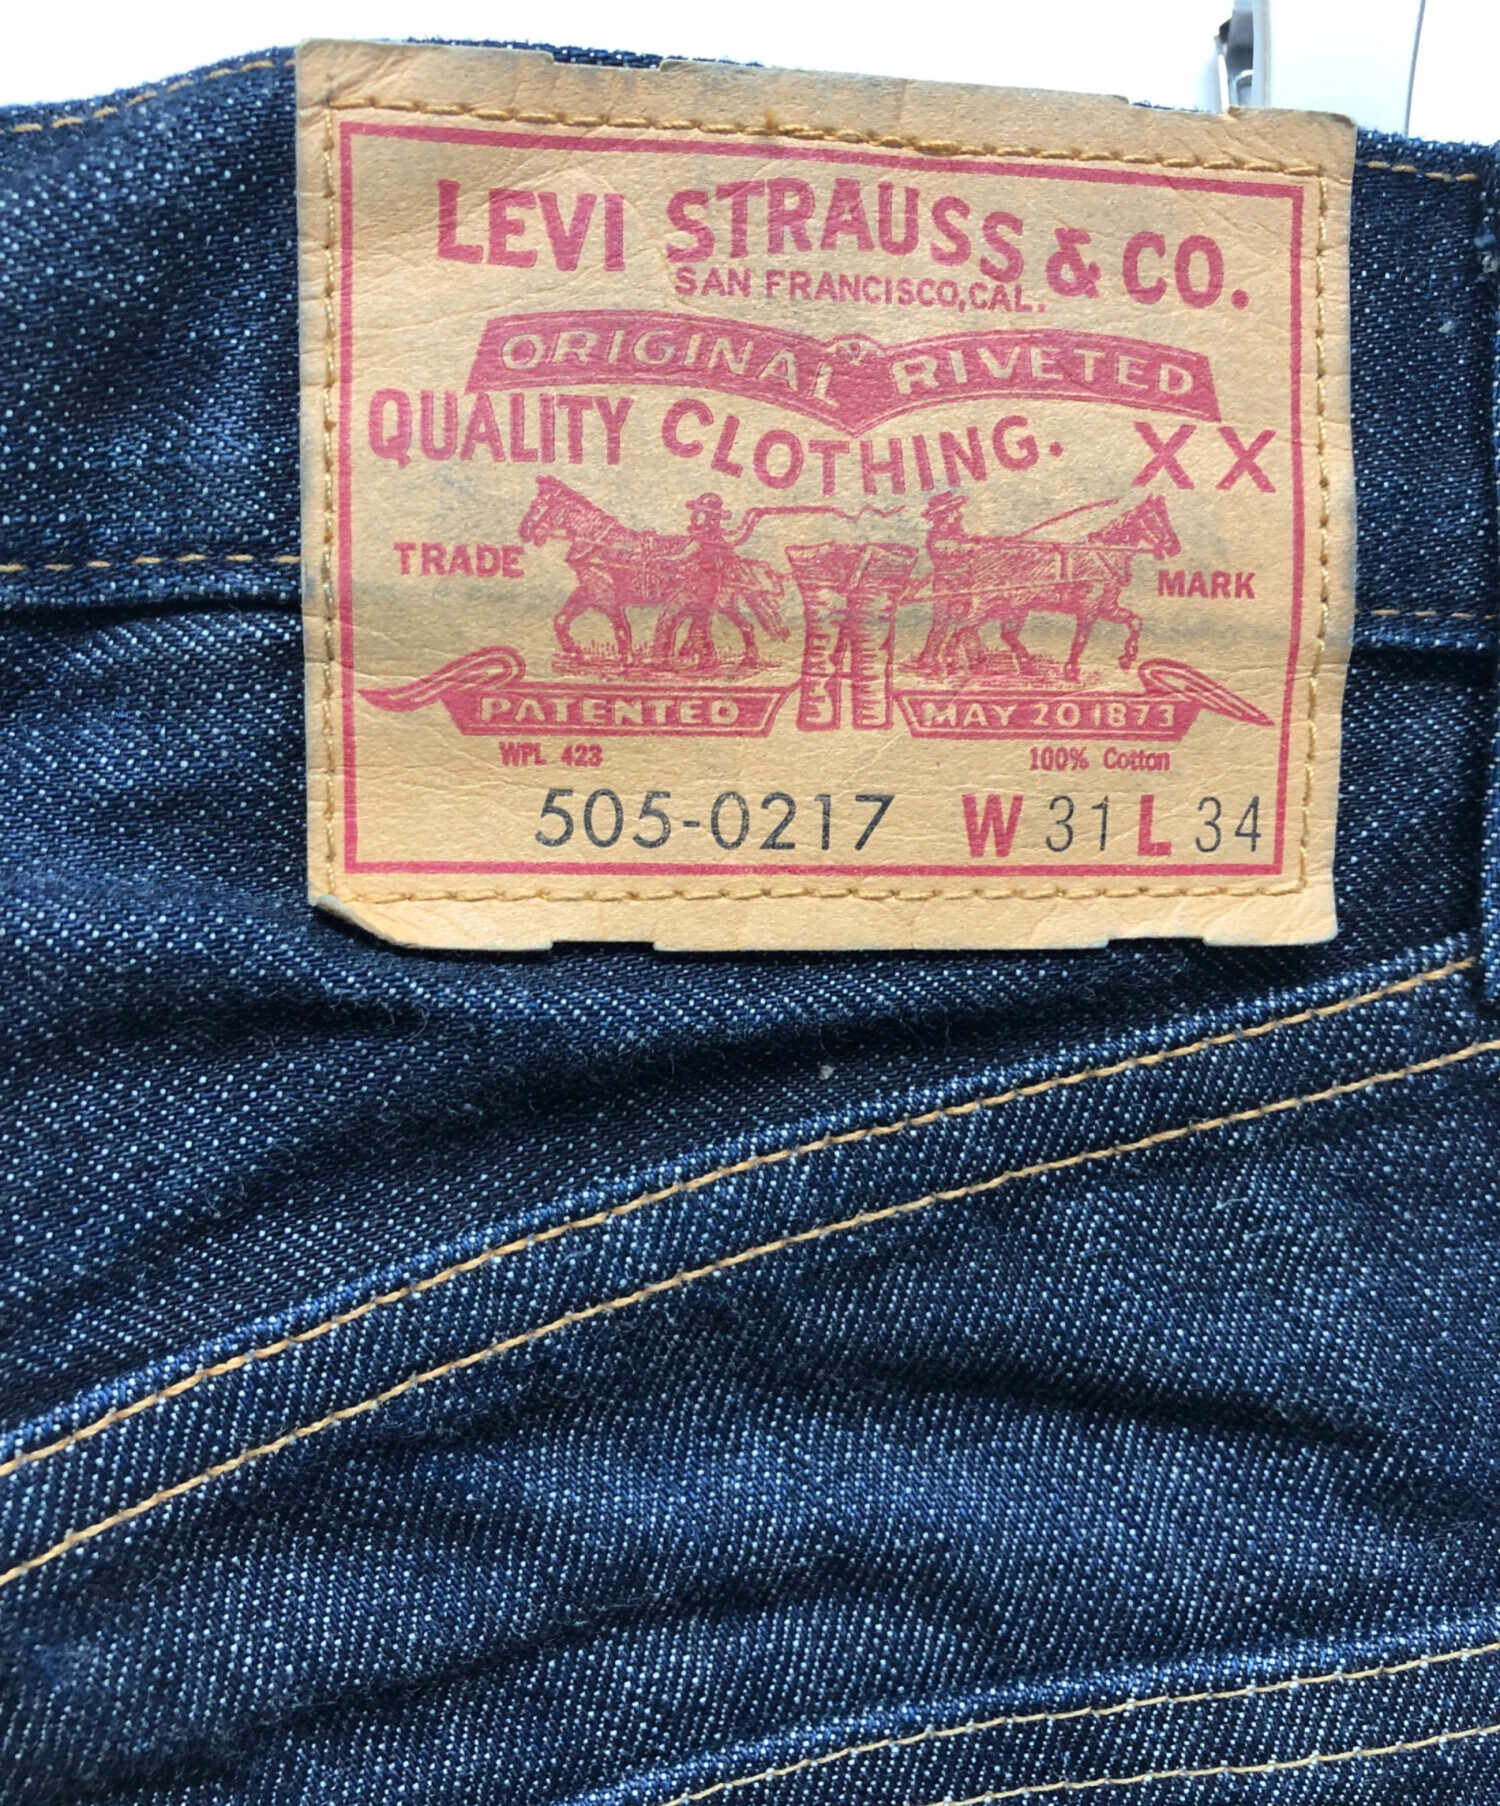 LEVI STRAUSS & CO.
SAN FRANCISCO, CAL.
ORIGINAL RIVETED
QUALITY CLOTHING. XX
TRADE MARK
PATENTED MAY 20 1873
WPL 423 100% Cotton
505-0217 W 31 L 34